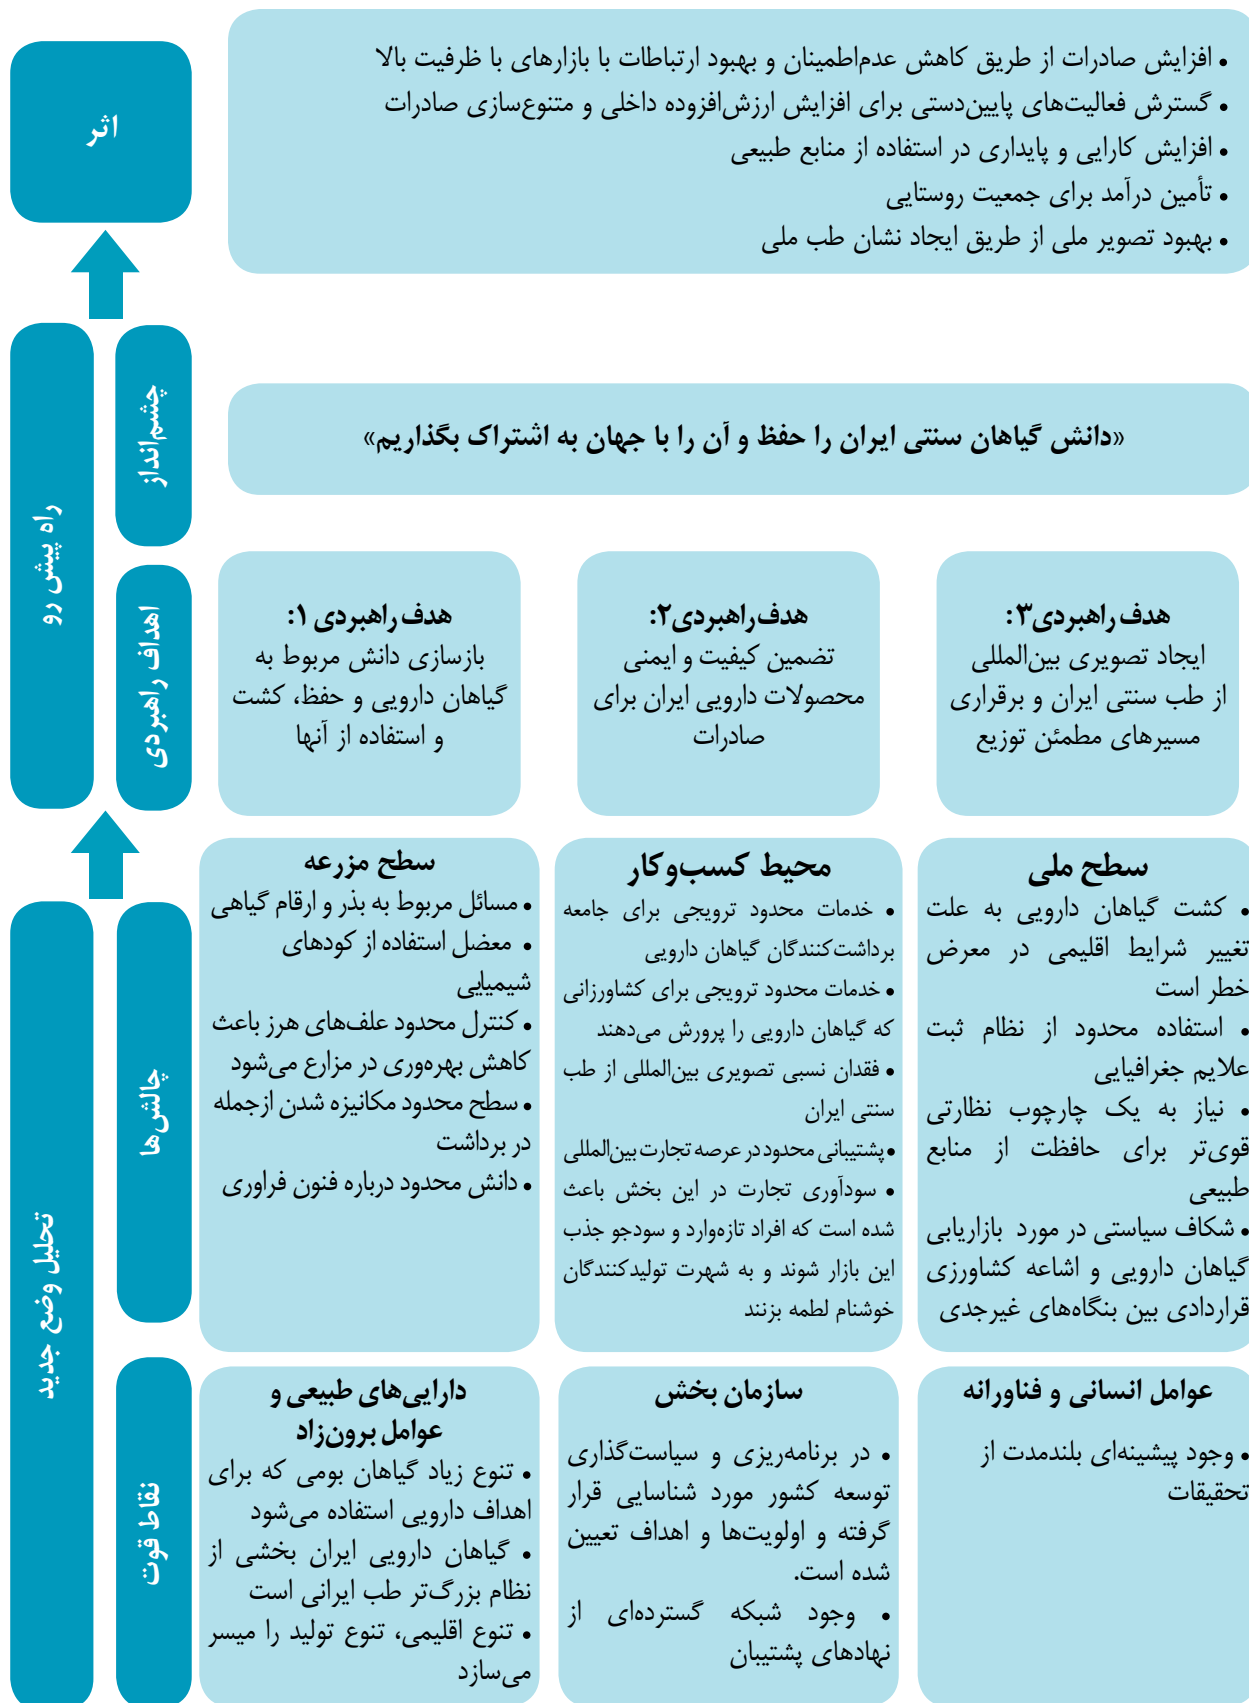 اثر
• افزایش صادرات از طریق کاهش عدم‌اطمینان و بهبود ارتباطات با بازارهای با ظرفیت بالا
• گسترش فعالیت‌های پایین‌دستی برای افزایش ارزش‌افزوده داخلی و متنوع‌سازی صادرات
• افزایش کارایی و پایداری در استفاده از منابع طبیعی
• تأمین درآمد برای جمعیت روستایی
• بهبود تصویر ملی از طریق ایجاد نشان طب ملی
راه پیش رو
چشم‌انداز
«دانش گیاهان سنتی ایران را حفظ و آن را با جهان به اشتراک بگذاریم»
اهداف راهبردی
هدف راهبردی ۱:
بازسازی دانش مربوط به
گیاهان دارویی و حفظ، کشت
و استفاده از آنها
هدف راهبردی۲:
تضمین کیفیت و ایمنی
محصولات دارویی ایران برای
صادرات
هدف راهبردی۳:
ایجاد تصویری بین‌المللی
از طب سنتی ایران و برقراری
مسیرهای مطمئن توزیع
تحلیل وضع جدید
چالش‌ها
سطح مزرعه
• مسائل مربوط به بذر و ارقام گیاهی
• معضل استفاده از کودهای
شیمیایی
• کنترل محدود علف‌های هرز باعث
کاهش بهره‌وری در مزارع می‌شود
• سطح محدود مکانیزه شدن ازجمله
در برداشت
• دانش محدود درباره فنون فراوری
محیط کسب‌وکار
• خدمات محدود ترویجی برای جامعه
برداشت‌کنندگان گیاهان دارویی
• خدمات محدود ترویجی برای کشاورزانی
که گیاهان دارویی را پرورش می‌دهند
• فقدان نسبی تصویری بین‌المللی از طب
سنتی ایران
• پشتیبانی محدود در عرصه تجارت بین‌المللی
• سودآوری تجارت در این بخش باعث
شده است که افراد تازه‌وارد و سودجو جذب
این بازار شوند و به شهرت تولیدکنندگان
خوشنام لطمه بزنند
سطح ملی
• کشت گیاهان دارویی به علت
تغییر شرایط اقلیمی در معرض
خطر است
• استفاده محدود از نظام ثبت
علایم جغرافیایی
• نیاز به یک چارچوب نظارتی
قوی‌تر برای حافظت از منابع
طبیعی
• شکاف سیاستی در مورد بازاریابی
گیاهان دارویی و اشاعه کشاورزی
قراردادی بین بنگاه‌های غیرجدی
نقاط قوت
دارایی‌های طبیعی و
عوامل برون‌زاد
• تنوع زیاد گیاهان بومی که برای
اهداف دارویی استفاده می‌شود
• گیاهان دارویی ایران بخشی از
نظام بزرگ‌تر طب ایرانی است
• تنوع اقلیمی، تنوع تولید را میسر
می‌سازد
سازمان بخش
• در برنامه‌ریزی و سیاست‌گذاری
توسعه کشور مورد شناسایی قرار
گرفته و اولویت‌ها و اهداف تعیین
شده است.
• وجود شبکه گسترده‌ای از
نهادهای پشتیبان
عوامل انسانی و فناورانه
• وجود پیشینه‌ای بلندمدت از
تحقیقات